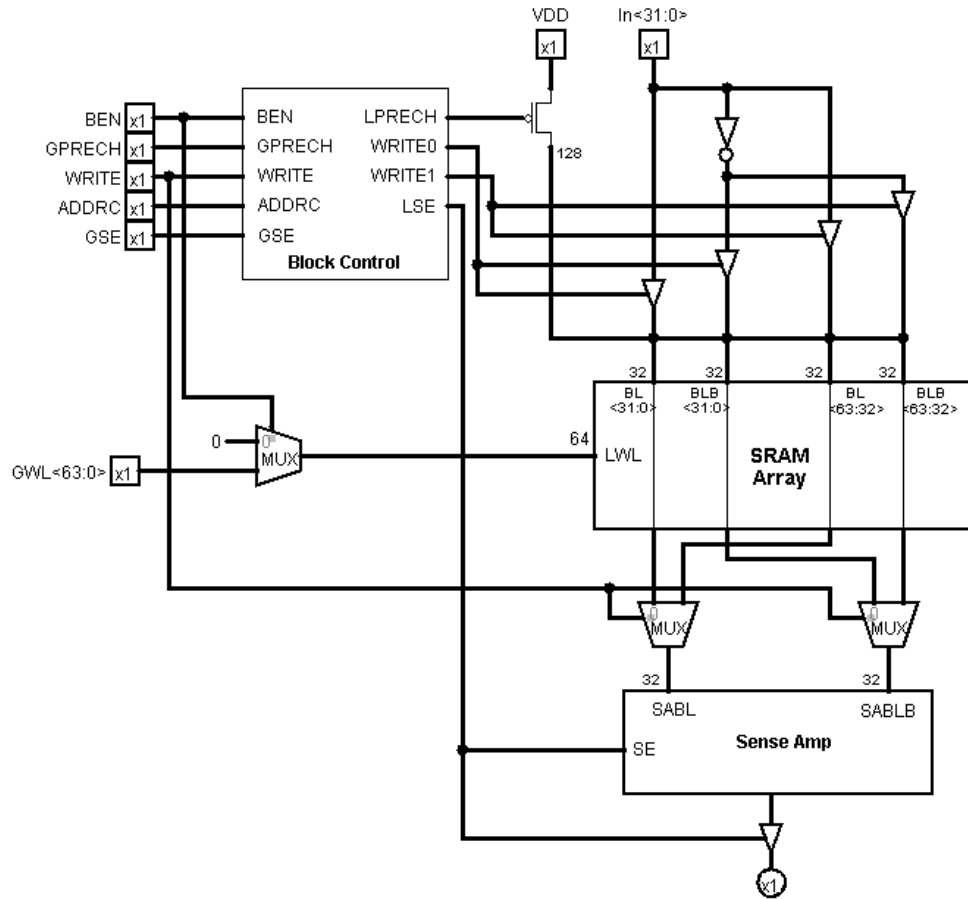 VDD In<31:0>
x1 x1
BEN x1 BEN LPRECH
GPRECH x1 GPRECH WRITE0 128
WRITE x1 WRITE WRITE1
ADDRC x1 ADDRC LSE
GSE x1 GSE
Block Control
32 32 32 32
BL <31:0> BLB <31:0> BL <63:32> BLB <63:32>
0 0 MUX
64 LWL
GWL<63:0> x1
SRAM
Array
0 MUX 0 MUX
32 32
SABL SABLB
SE Sense Amp
x1